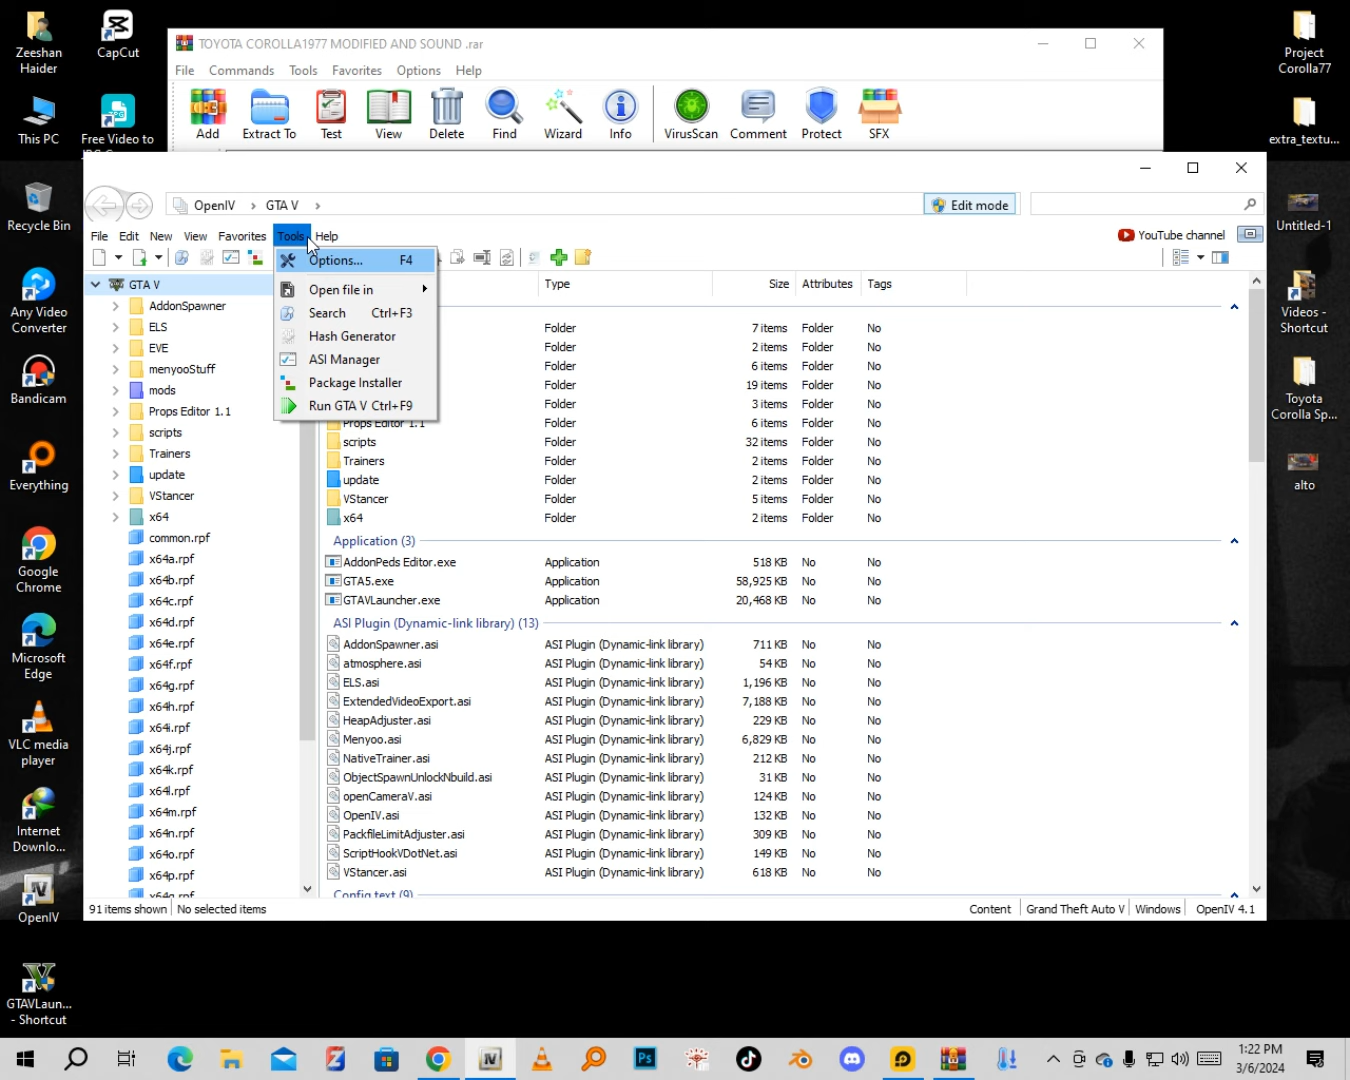 Zeeshan
Haider
CapCut
This PC
Free Video to
Recycle Bin
Any Video
Converter
Bandicam
Everything
Google
Chrome
Microsoft
Edge
VLC media
player
Internet
Downlo...
OpenIV
GTAVLaun...
- Shortcut
TOYOTA COROLLA1977 MODIFIED AND SOUND .rar
File Commands Tools Favorites Options Help
Add Extract To Test View Delete Find Wizard Info VirusScan Comment Protect SFX
OpenIV > GTA V >
Edit mode
File Edit New View Favorites Tools Help
YouTube channel
Options... F4
Open file in
Search Ctrl+F3
Hash Generator
ASI Manager
Package Installer
Run GTA V Ctrl+F9
GTA V
AddonSpawner
ELS
EVE
menyooStuff
mods
Props Editor 1.1
scripts
Trainers
update
VStancer
x64
common.rpf
x64a.rpf
x64b.rpf
x64c.rpf
x64d.rpf
x64e.rpf
x64f.rpf
x64g.rpf
x64h.rpf
x64i.rpf
x64j.rpf
x64k.rpf
x64l.rpf
x64m.rpf
x64n.rpf
x64o.rpf
x64p.rpf
x64q.rpf
Type Size Attributes Tags
Folder 7 items Folder No
Folder 2 items Folder No
Folder 6 items Folder No
Folder 19 items Folder No
Folder 3 items Folder No
Props Editor 1.1 Folder 6 items Folder No
scripts Folder 32 items Folder No
Trainers Folder 2 items Folder No
update Folder 2 items Folder No
VStancer Folder 5 items Folder No
x64 Folder 2 items Folder No
Application (3)
AddonPeds Editor.exe Application 518 KB No No
GTA5.exe Application 58,925 KB No No
GTAVLauncher.exe Application 20,468 KB No No
ASI Plugin (Dynamic-link library) (13)
AddonSpawner.asi ASI Plugin (Dynamic-link library) 711 KB No No
atmosphere.asi ASI Plugin (Dynamic-link library) 54 KB No No
ELS.asi ASI Plugin (Dynamic-link library) 1,196 KB No No
ExtendedVideoExport.asi ASI Plugin (Dynamic-link library) 7,188 KB No No
HeapAdjuster.asi ASI Plugin (Dynamic-link library) 229 KB No No
Menyoo.asi ASI Plugin (Dynamic-link library) 6,829 KB No No
NativeTrainer.asi ASI Plugin (Dynamic-link library) 212 KB No No
ObjectSpawnUnlockNbuild.asi ASI Plugin (Dynamic-link library) 31 KB No No
openCameraV.asi ASI Plugin (Dynamic-link library) 124 KB No No
OpenIV.asi ASI Plugin (Dynamic-link library) 132 KB No No
PackfileLimitAdjuster.asi ASI Plugin (Dynamic-link library) 309 KB No No
ScriptHookVDotNet.asi ASI Plugin (Dynamic-link library) 149 KB No No
VStancer.asi ASI Plugin (Dynamic-link library) 618 KB No No
Config text (9)
91 items shown No selected items
Content Grand Theft Auto V Windows OpenIV 4.1
Project
Corolla77
extra_textu...
Untitled-1
Videos -
Shortcut
Toyota
Corolla Sp...
alto
1:22 PM
3/6/2024